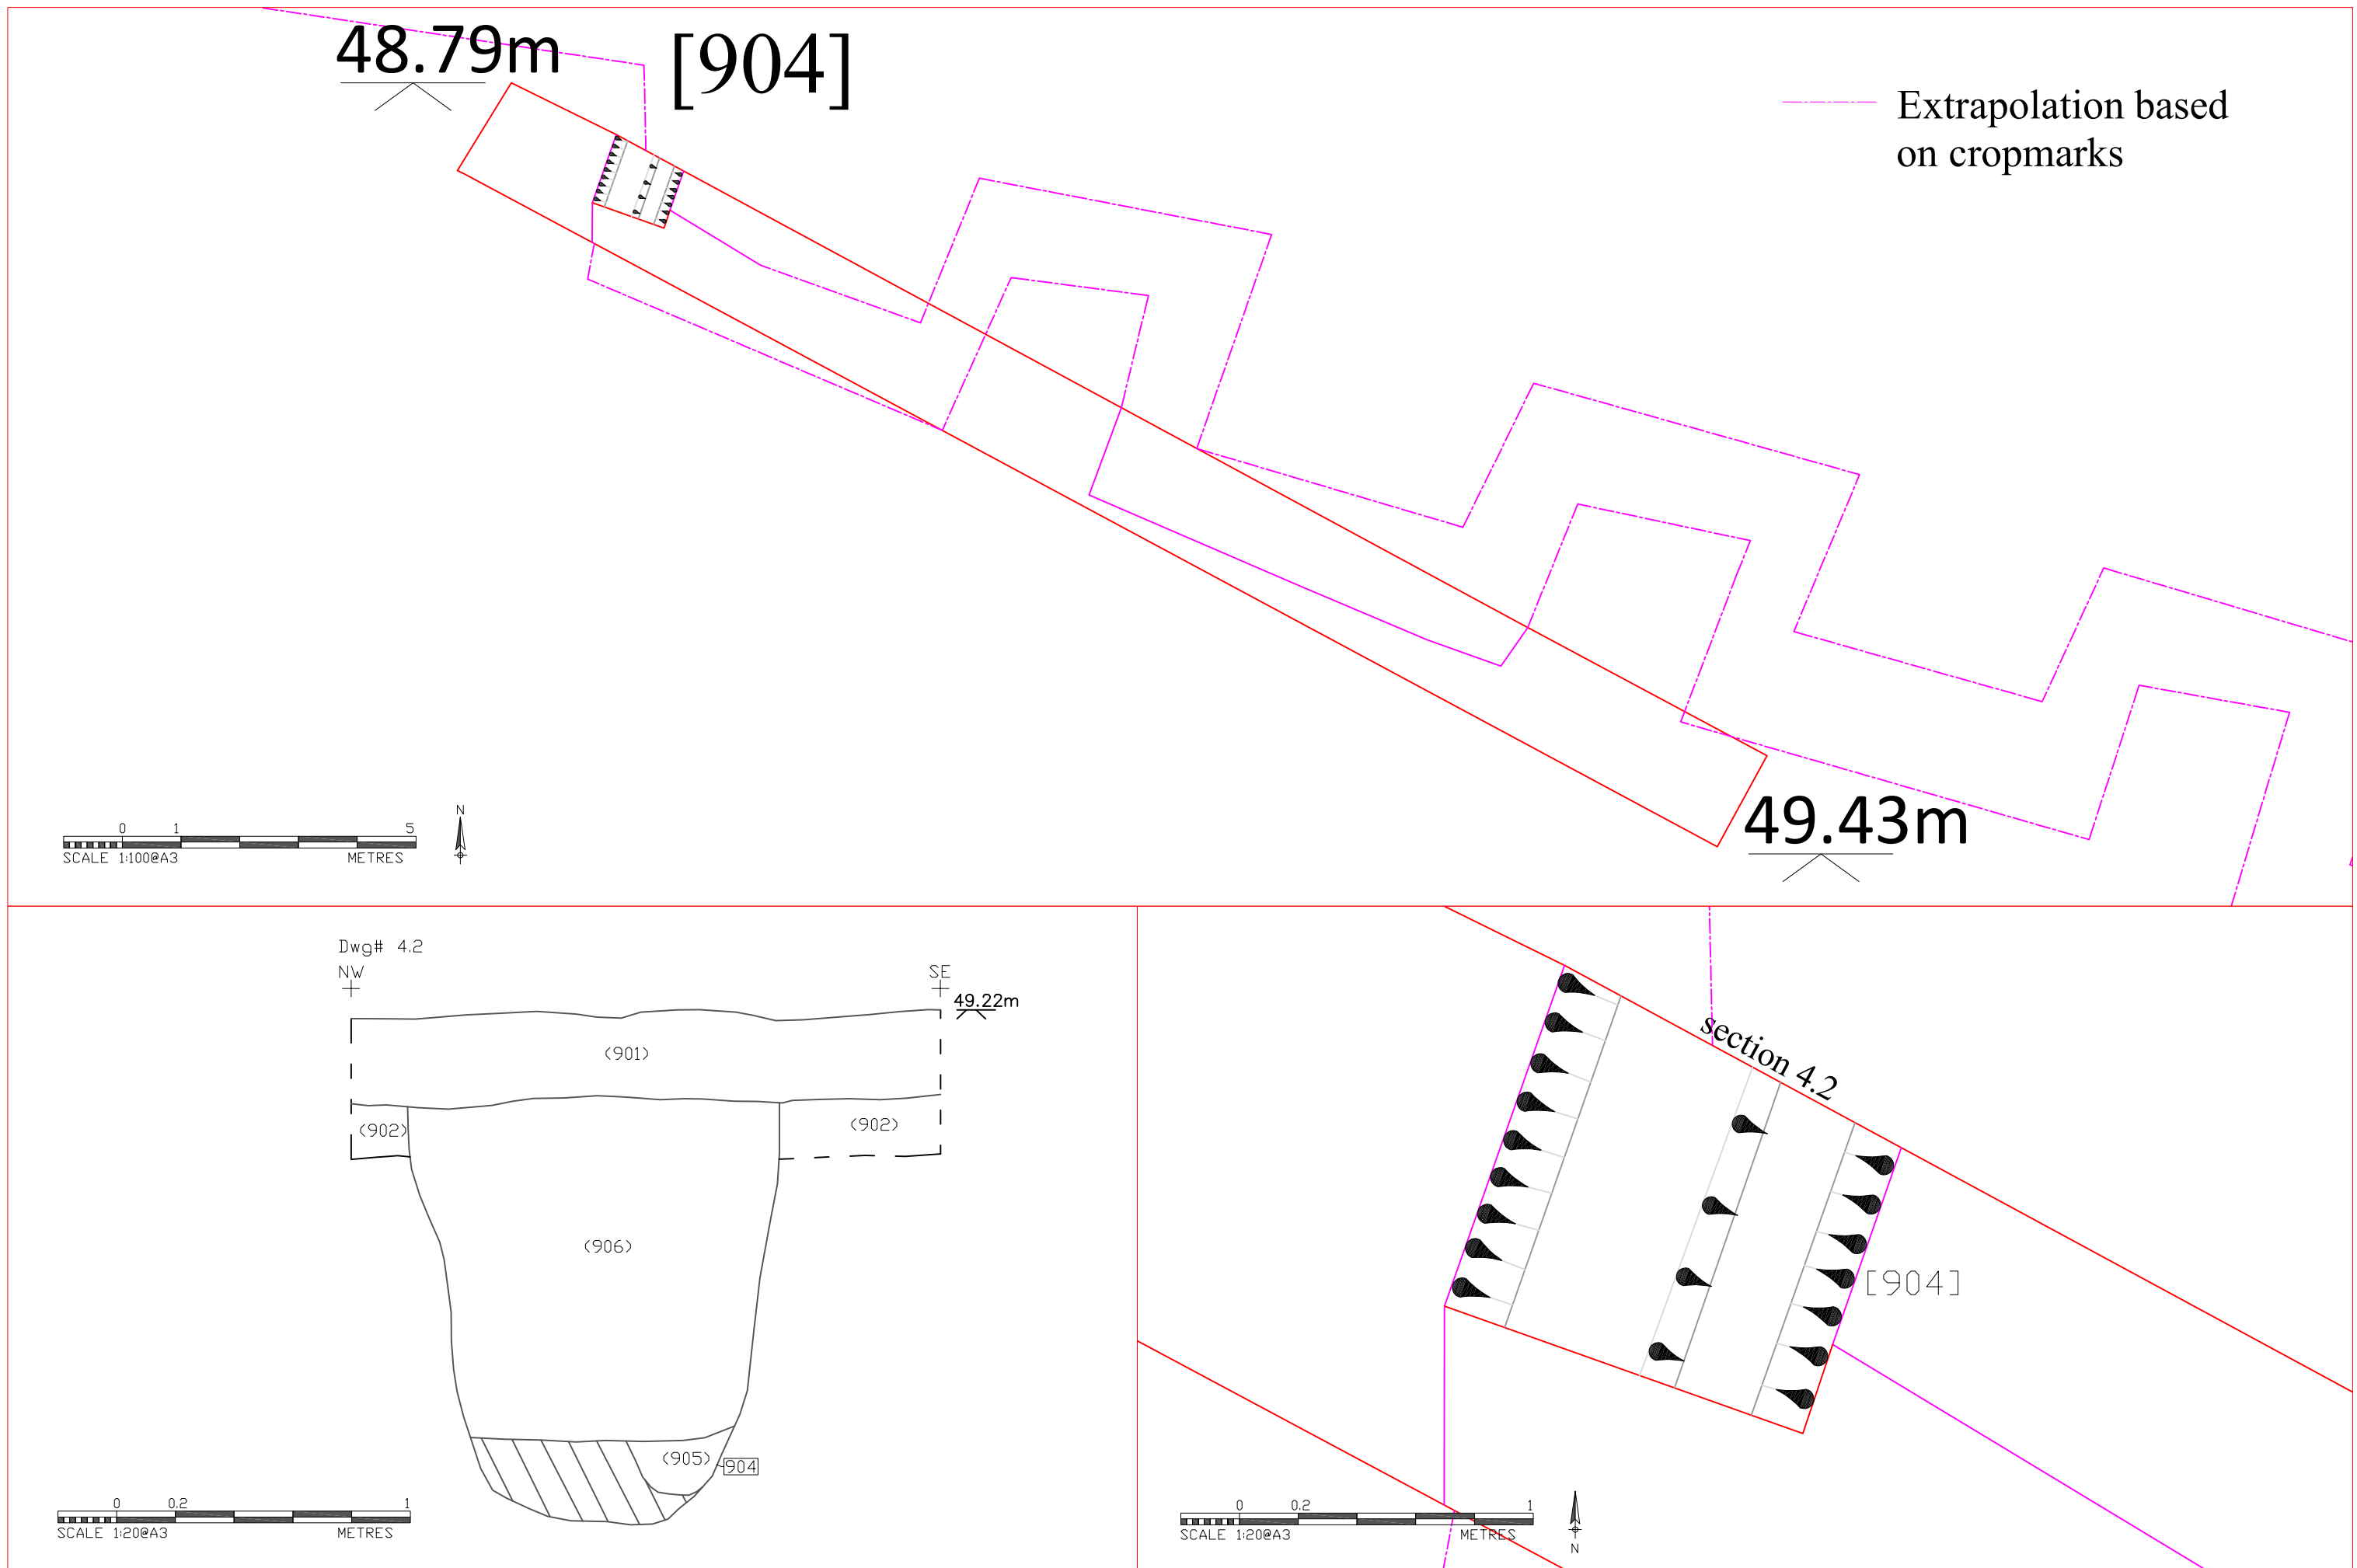 48.79m
[904]
Extrapolation based
on cropmarks
49.43m
0 1 5
SCALE 1:100@A3 METRES
N
Dwg# 4.2
NW SE
49.22m
(901)
(902) (902)
(906)
(905)
904
0 0.2 1
SCALE 1:20@A3 METRES
section 4.2
[904]
0 0.2 1
SCALE 1:20@A3 METRES
N